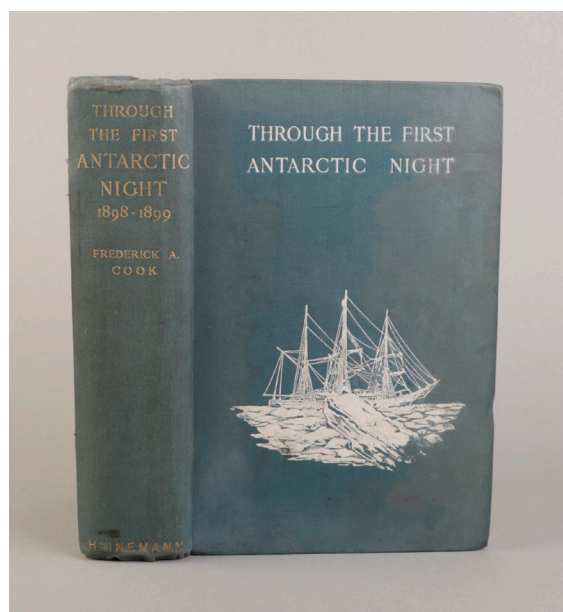 THROUGH
THE FIRST
ANTARCTIC
NIGHT
1898-1899
FREDERICK A.
COOK
HEINEMANN
THROUGH THE FIRST
ANTARCTIC NIGHT